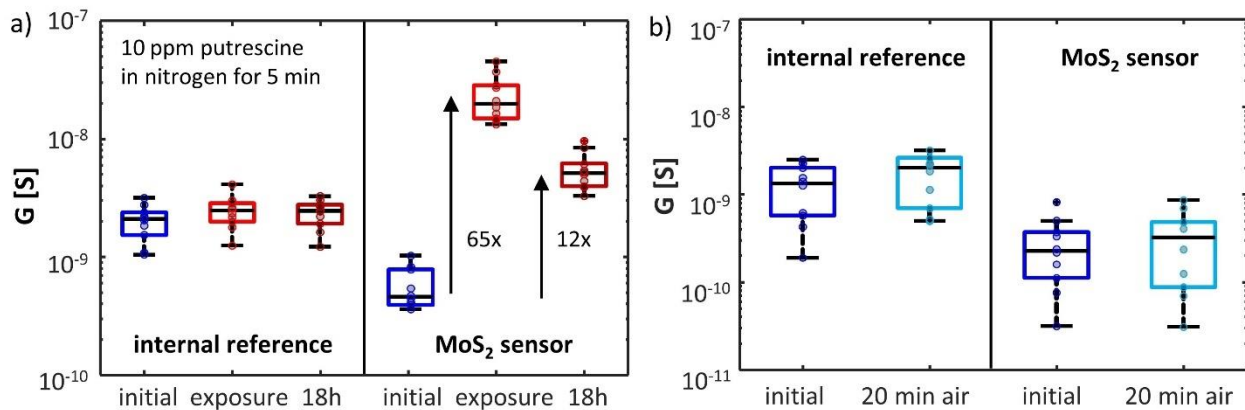 a)
10 ppm putrescine
in nitrogen for 5 min
G [S]
10⁻⁷
10⁻⁸
10⁻⁹
10⁻¹⁰
65x
12x
internal reference
MoS₂ sensor
initial exposure 18h
initial exposure 18h
b)
internal reference
MoS₂ sensor
G [S]
10⁻⁷
10⁻⁸
10⁻⁹
10⁻¹⁰
10⁻¹¹
initial 20 min air
initial 20 min air